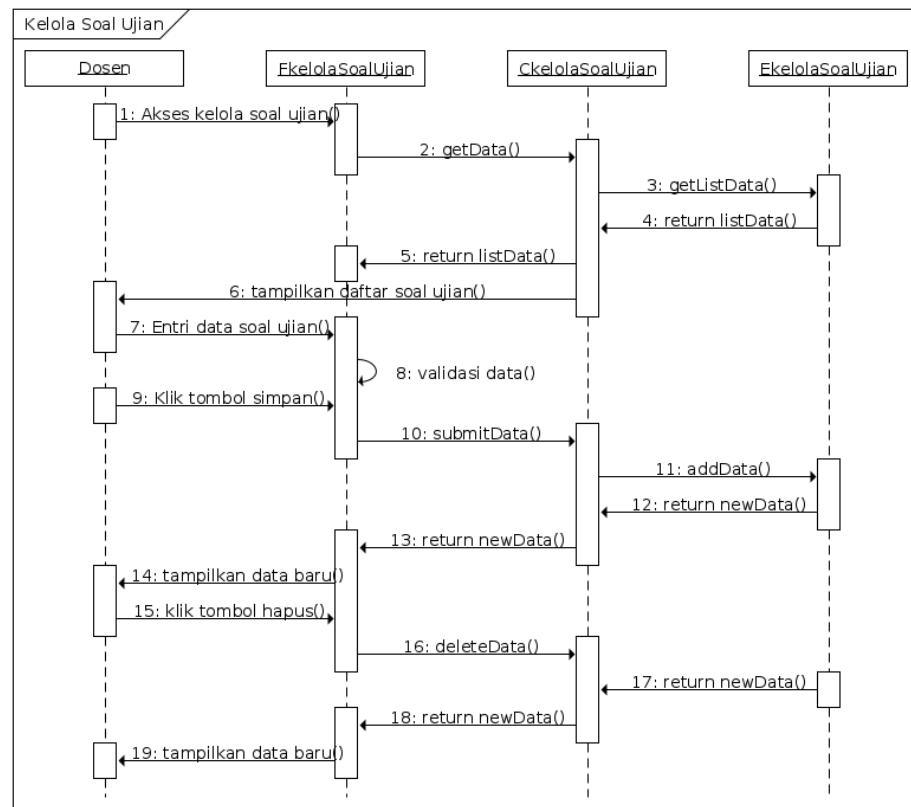 Kelola Soal Ujian
Dosen
FkelolaSoalUjian
CkelolaSoalUjian
EkelolaSoalUjian
1: Akses kelola soal ujian()
2: getData()
3: getListData()
4: return listData()
5: return listData()
6: tampilkan daftar soal ujian()
7: Entri data soal ujian()
8: validasi data()
9: Klik tombol simpan()
10: submitData()
11: addData()
12: return newData()
13: return newData()
14: tampilkan data baru()
15: klik tombol hapus()
16: deleteData()
17: return newData()
18: return newData()
19: tampilkan data baru()